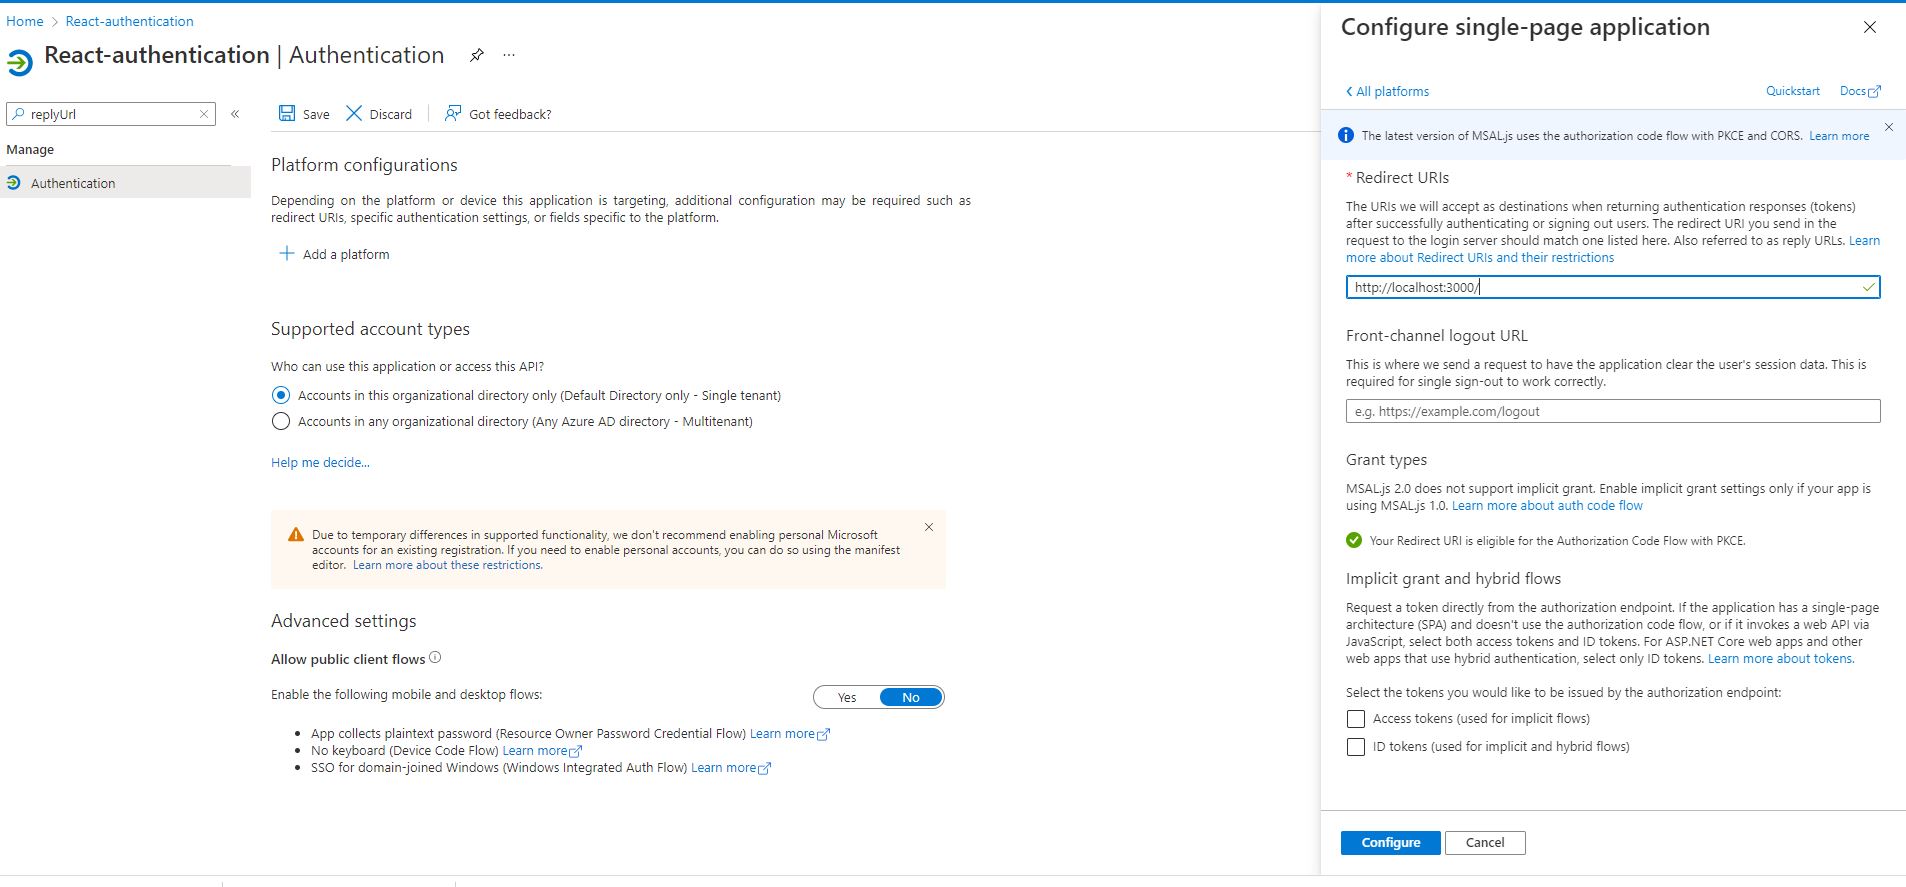 Home > React-authentication
React-authentication | Authentication
replyUrl
Manage
Authentication
Save
Discard
Got feedback?
Platform configurations
Depending on the platform or device this application is targeting, additional configuration may be required such as
redirect URIs, specific authentication settings, or fields specific to the platform.
Add a platform
Supported account types
Who can use this application or access this API?
Accounts in this organizational directory only (Default Directory only - Single tenant)
Accounts in any organizational directory (Any Azure AD directory - Multitenant)
Help me decide...
Due to temporary differences in supported functionality, we don't recommend enabling personal Microsoft
accounts for an existing registration. If you need to enable personal accounts, you can do so using the manifest
editor. Learn more about these restrictions.
Advanced settings
Allow public client flows
Enable the following mobile and desktop flows:
Yes
No
App collects plaintext password (Resource Owner Password Credential Flow) Learn more
No keyboard (Device Code Flow) Learn more
SSO for domain-joined Windows (Windows Integrated Auth Flow) Learn more
Configure single-page application
All platforms
Quickstart
Docs
The latest version of MSAL.js uses the authorization code flow with PKCE and CORS. Learn more
* Redirect URIs
The URIs we will accept as destinations when returning authentication responses (tokens)
after successfully authenticating or signing out users. The redirect URI you send in the
request to the login server should match one listed here. Also referred to as reply URLs. Learn
more about Redirect URIs and their restrictions
http://localhost:3000/
Front-channel logout URL
This is where we send a request to have the application clear the user's session data. This is
required for single sign-out to work correctly.
e.g. https://example.com/logout
Grant types
MSAL.js 2.0 does not support implicit grant. Enable implicit grant settings only if your app is
using MSAL.js 1.0. Learn more about auth code flow
Your Redirect URI is eligible for the Authorization Code Flow with PKCE.
Implicit grant and hybrid flows
Request a token directly from the authorization endpoint. If the application has a single-page
architecture (SPA) and doesn't use the authorization code flow, or if it invokes a web API via
JavaScript, select both access tokens and ID tokens. For ASP.NET Core web apps and other
web apps that use hybrid authentication, select only ID tokens. Learn more about tokens.
Select the tokens you would like to be issued by the authorization endpoint:
Access tokens (used for implicit flows)
ID tokens (used for implicit and hybrid flows)
Configure
Cancel